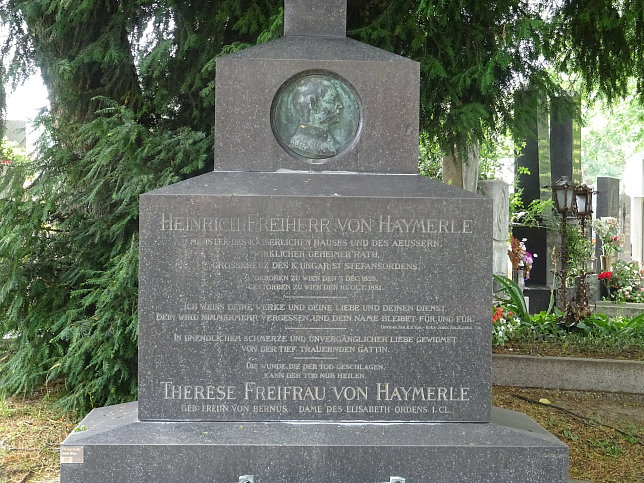 HEINRICH FREIHERR VON HAYMERLE
MINISTER DES KAISERLICHEN HAUSES UND DES AEUSSERN,
WIRKLICHER GEHEIMER RATH,
GROSSKREUZ DES K. UNGAR. ST STEFANSORDENS.
GEBOREN ZU WIEN DEN 7. DEC. 1828,
GESTORBEN ZU WIEN DEN 10. OCT. 1881.
ICH WEISS DEINE WERKE UND DEINE LIEBE UND DEINEN DIENST,
DEIN WIRD NIMMERMEHR VERGESSEN, UND DEIN NAME BLEIBET FÜR UND FÜR.
IN UNENDLICHEM SCHMERZE UND UNVERGÄNGLICHER LIEBE GEWIDMET
VON DER TIEF TRAUERNDEN GATTIN.
DIE WUNDE, DIE DER TOD GESCHLAGEN,
KANN DER TOD NUR HEILEN.
THERESE FREIFRAU VON HAYMERLE
GEB. FREIIN VON BERNUS, DAME DES ELISABETH-ORDENS I. CL.